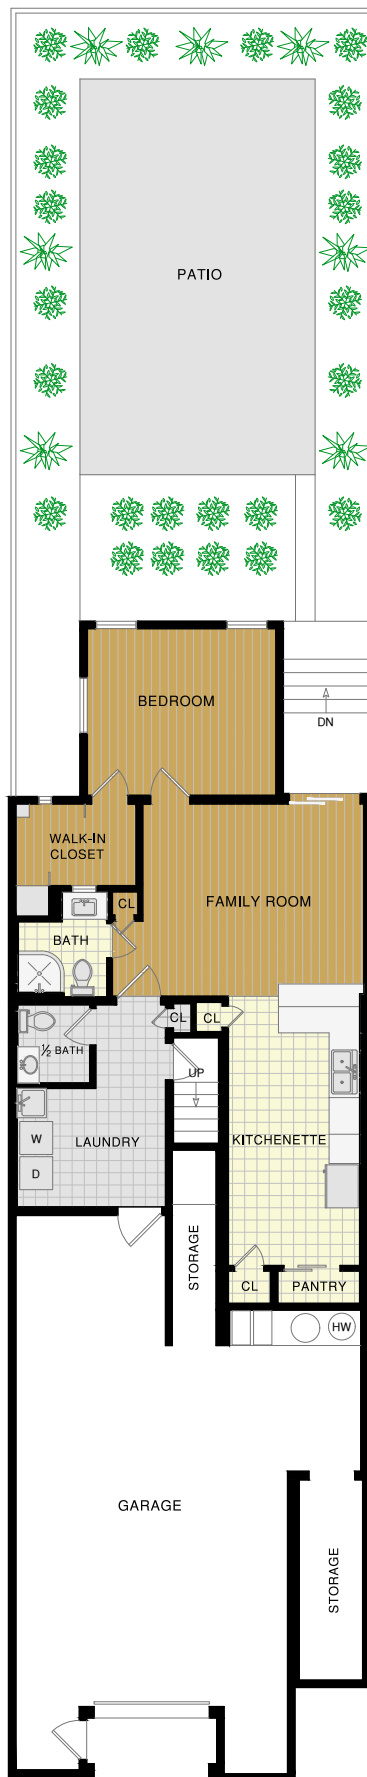 PATIO
BEDROOM
DN
WALK-IN
CLOSET
CL
FAMILY ROOM
BATH
CL
CL
½ BATH
UP
W
LAUNDRY
KITCHENETTE
D
STORAGE
CL
PANTRY
HW
GARAGE
STORAGE